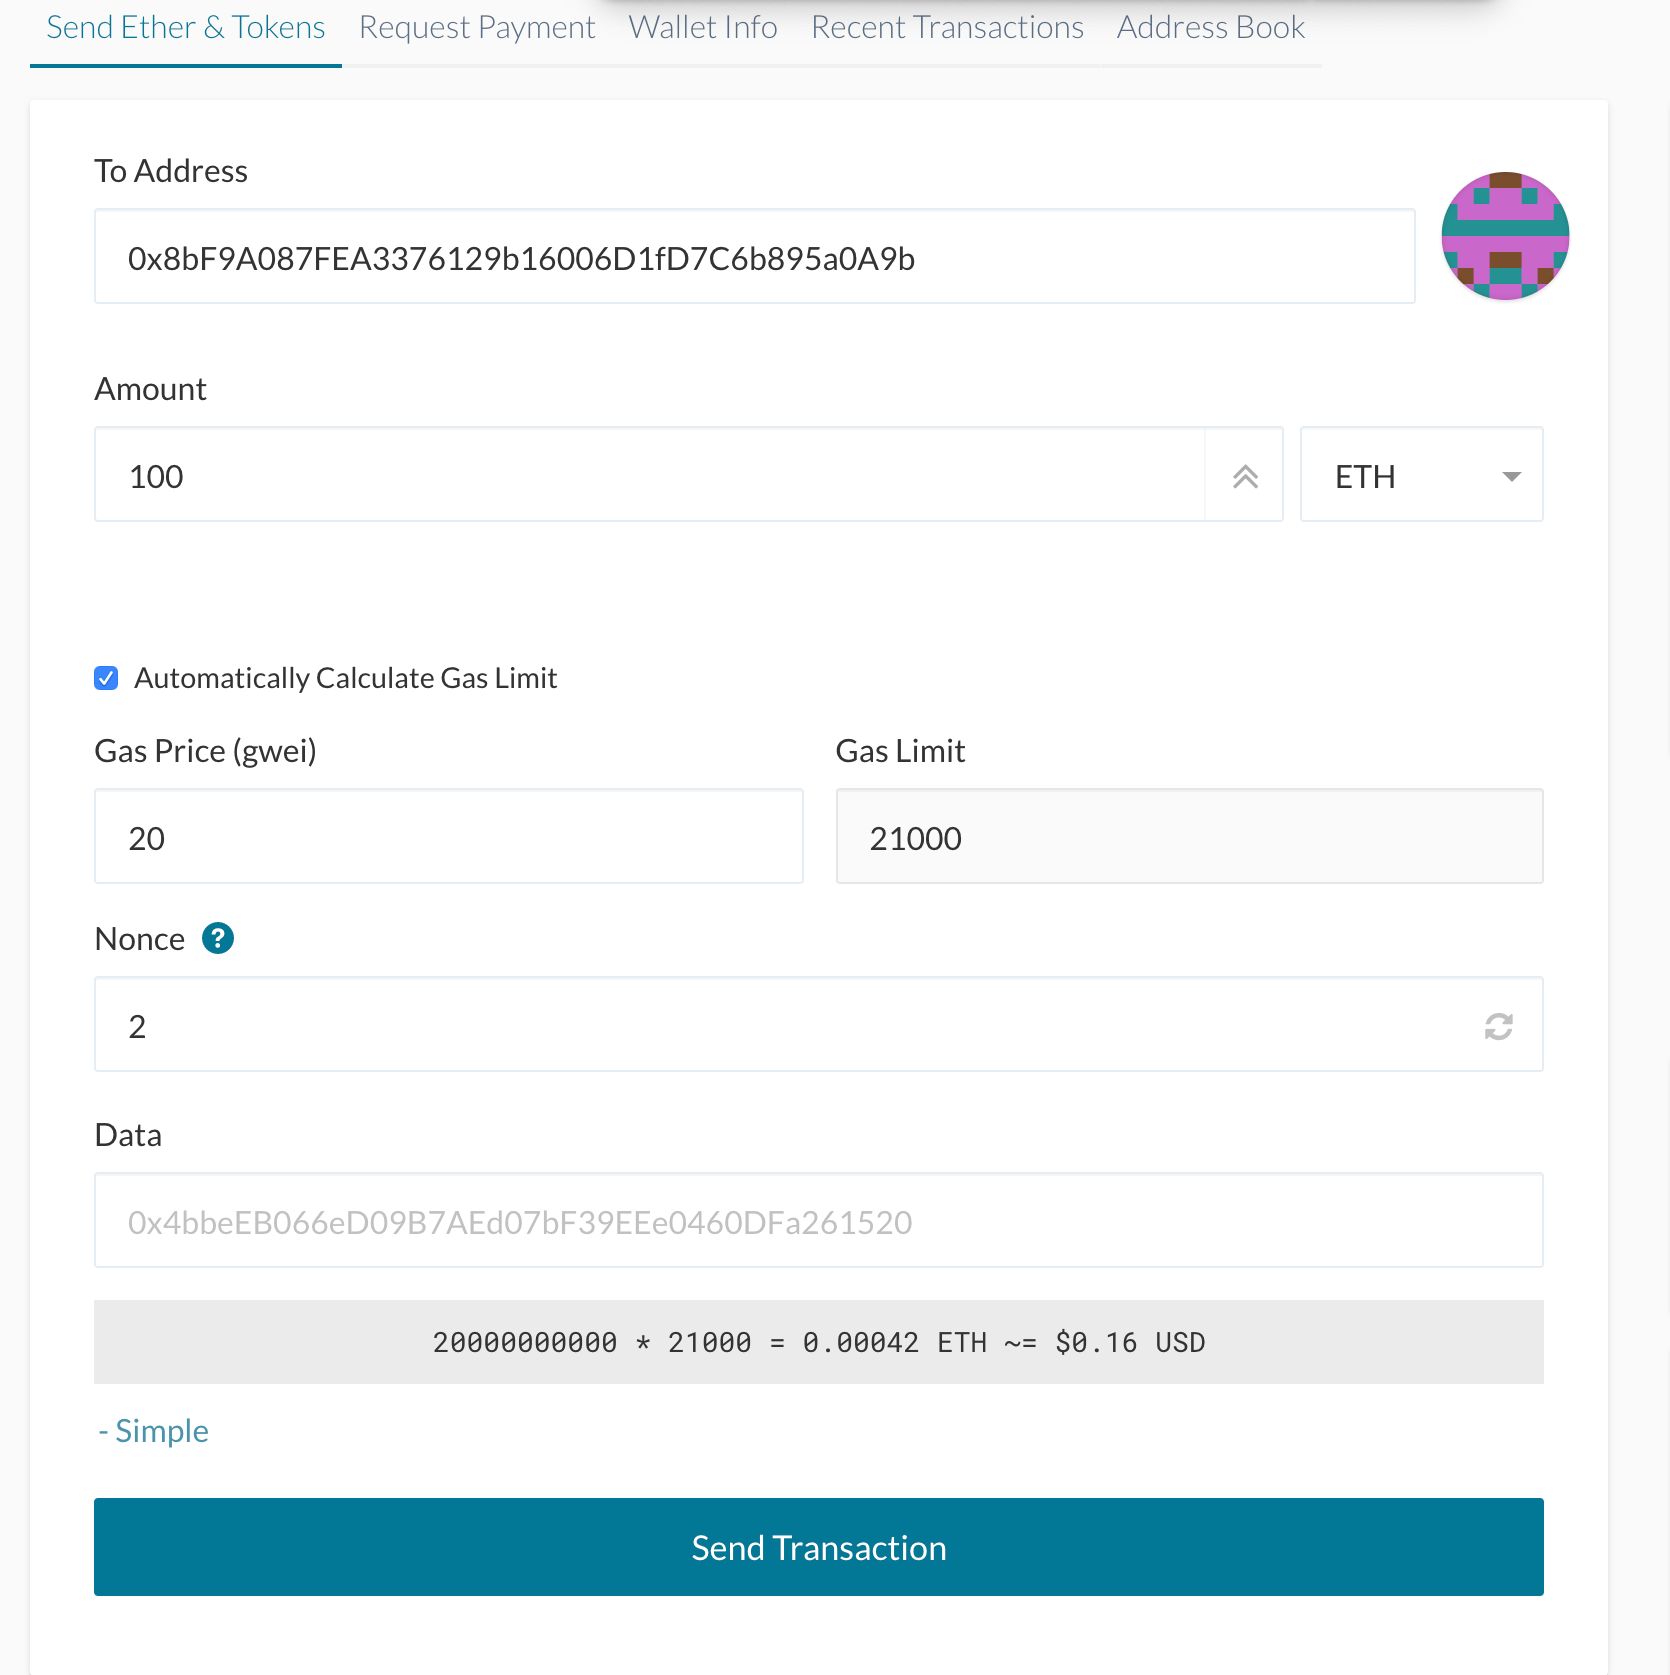 Send Ether & Tokens Request Payment Wallet Info Recent Transactions Address Book
To Address
0x8bF9A087FEA3376129b16006D1fD7C6b895a0A9b
Amount
100 ETH
Automatically Calculate Gas Limit
Gas Price (gwei) Gas Limit
20 21000
Nonce ?
2
Data
0x4bbeEB066eD09B7AEd07bF39EEe0460DFa261520
20000000000 * 21000 = 0.00042 ETH ~= $0.16 USD
- Simple
Send Transaction